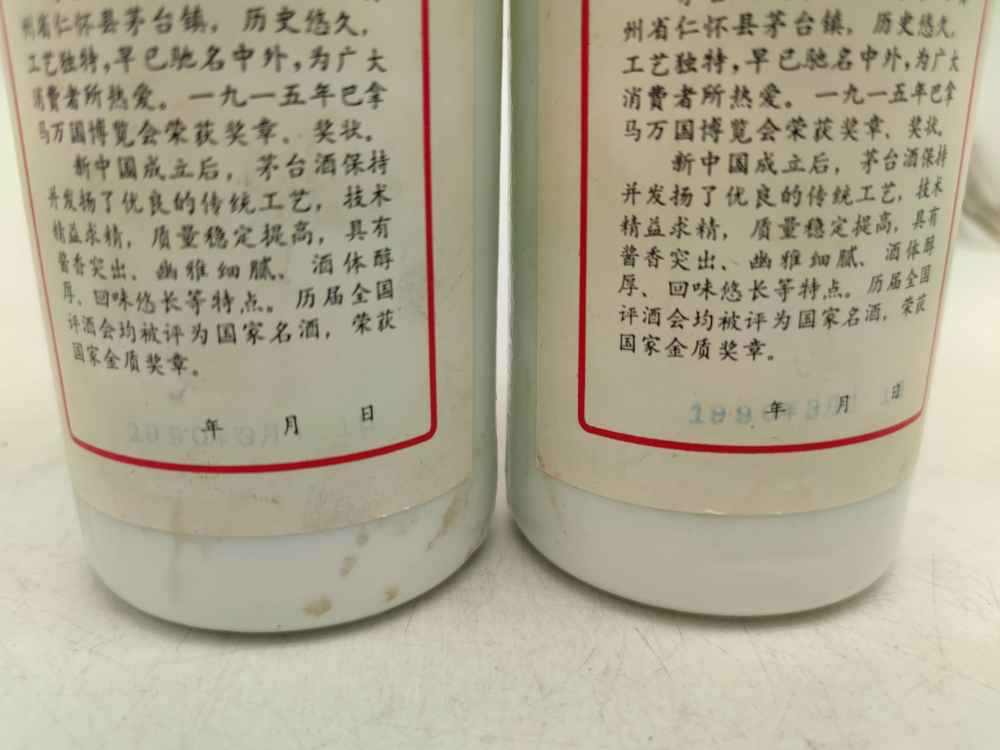 州省仁怀县茅台镇，历史悠久，
工艺独特，早已驰名中外，为广大
消费者所热爱。一九一五年巴拿
马万国博览会荣获奖章、奖状。
新中国成立后，茅台酒保持
并发扬了优良的传统工艺，技术
精益求精，质量稳定提高，具有
酱香突出、幽雅细腻、酒体醇
厚、回味悠长等特点。历届全国
评酒会均被评为国家名酒，荣获
国家金质奖章。
年 月 日
州省仁怀县茅台镇，历史悠久，
工艺独特，早已驰名中外，为广大
消费者所热爱。一九一五年巴拿
马万国博览会荣获奖章、奖状。
新中国成立后，茅台酒保持
并发扬了优良的传统工艺，技术
精益求精，质量稳定提高，具有
酱香突出、幽雅细腻、酒体醇
厚、回味悠长等特点。历届全国
评酒会均被评为国家名酒，荣获
国家金质奖章。
年 月 日